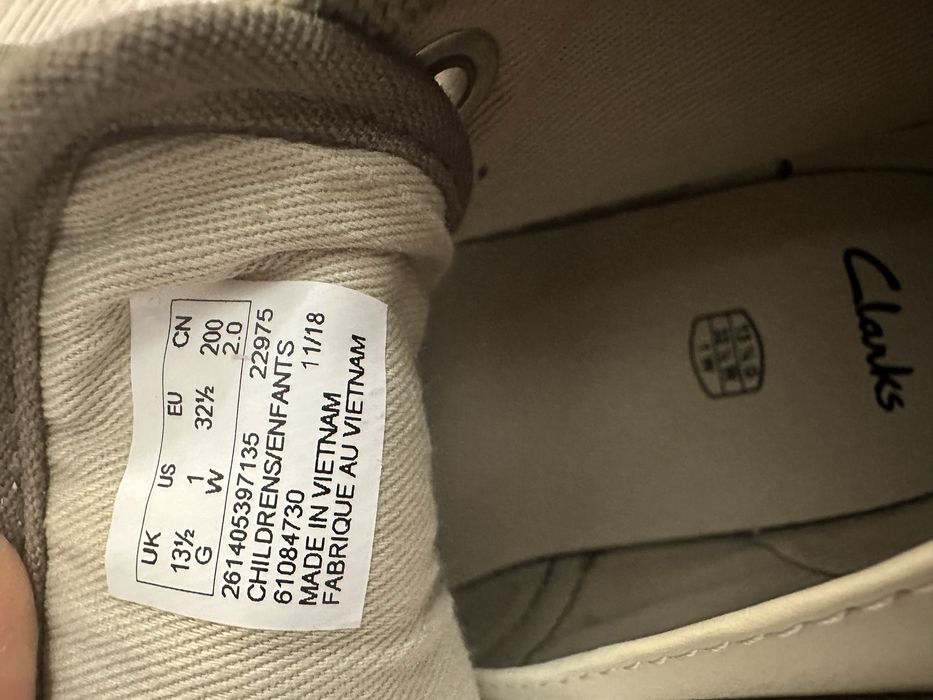 UK US EU CN
13½ 1 32½ 200
G W 2.0
261405397135 22975
CHILDRENS/ENFANTS
61084730 11/18
MADE IN VIETNAM
FABRIQUE AU VIETNAM
Clarks